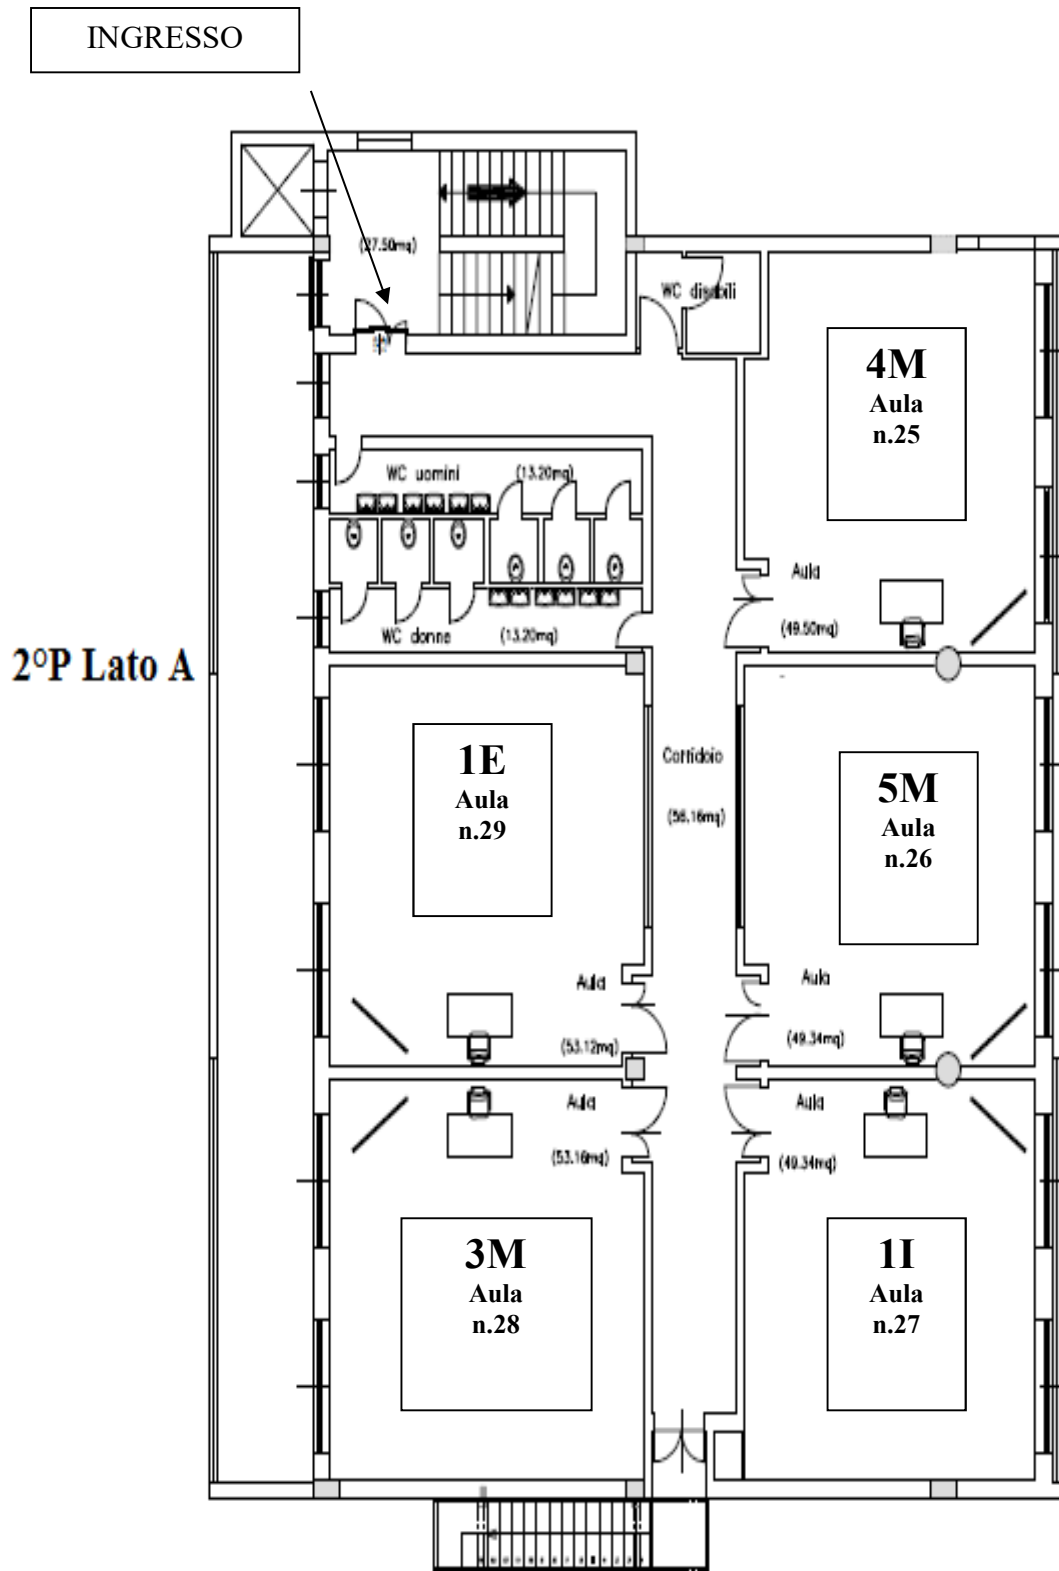 INGRESSO
(27.50mq)
WC disabili
4M
Aula
n.25
WC uomini
(13.20mq)
Aula
(49.50mq)
WC donne
(13.20mq)
2°P Lato A
1E
Aula
n.29
Corridoio
(56.16mq)
5M
Aula
n.26
Aula
(53.12mq)
Aula
(49.34mq)
Aula
(53.16mq)
Aula
(49.34mq)
3M
Aula
n.28
1I
Aula
n.27